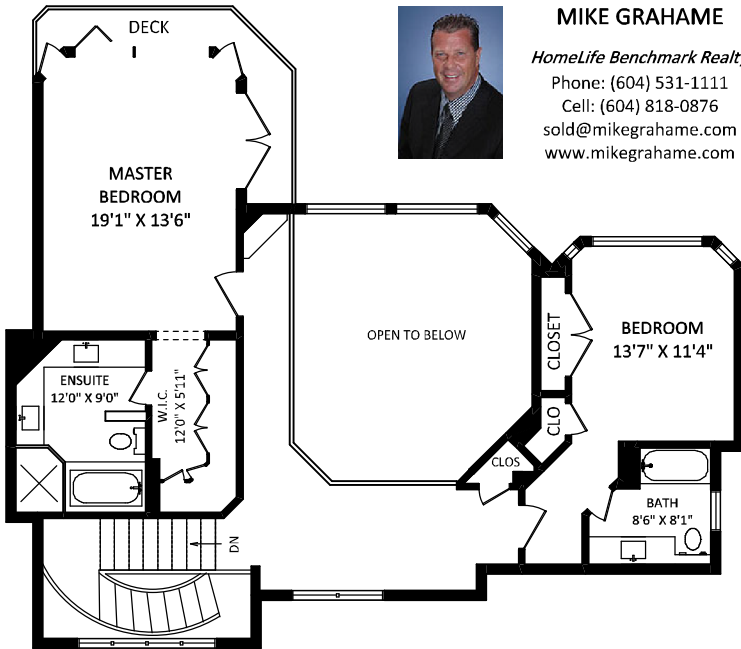 MIKE GRAHAME
HomeLife Benchmark Realty
Phone: (604) 531-1111
Cell: (604) 818-0876
sold@mikegrahame.com
www.mikegrahame.com
DECK
MASTER
BEDROOM
19'1" X 13'6"
OPEN TO BELOW
CLOSET
BEDROOM
13'7" X 11'4"
ENSUITE
12'0" X 9'0"
W.I.C.
12'0" X 5'11"
CLO
CLOS
BATH
8'6" X 8'1"
DN